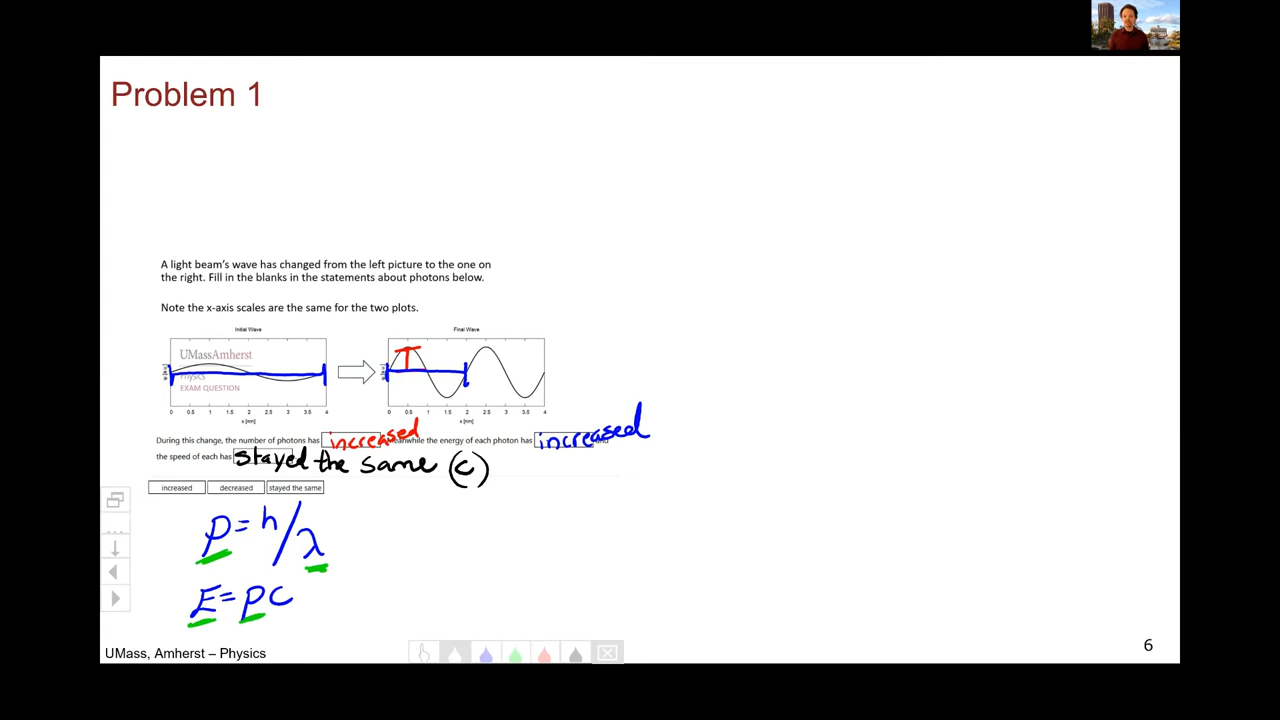 Problem 1
A light beam's wave has changed from the left picture to the one on
the right. Fill in the blanks in the statements about photons below.
Note the x-axis scales are the same for the two plots.
Initial Wave
Final Wave
UMassAmherst
Physics
EXAM QUESTION
0 0.5 1 1.5 2 2.5 3 3.5 4
x [nm]
0 0.5 1 1.5 2 2.5 3 3.5 4
x [nm]
During this change, the number of photons has increased Meanwhile the energy of each photon has increased and
the speed of each has stayed the same (c)
increased decreased stayed the same
p = h/λ
E = pc
UMass, Amherst – Physics
6